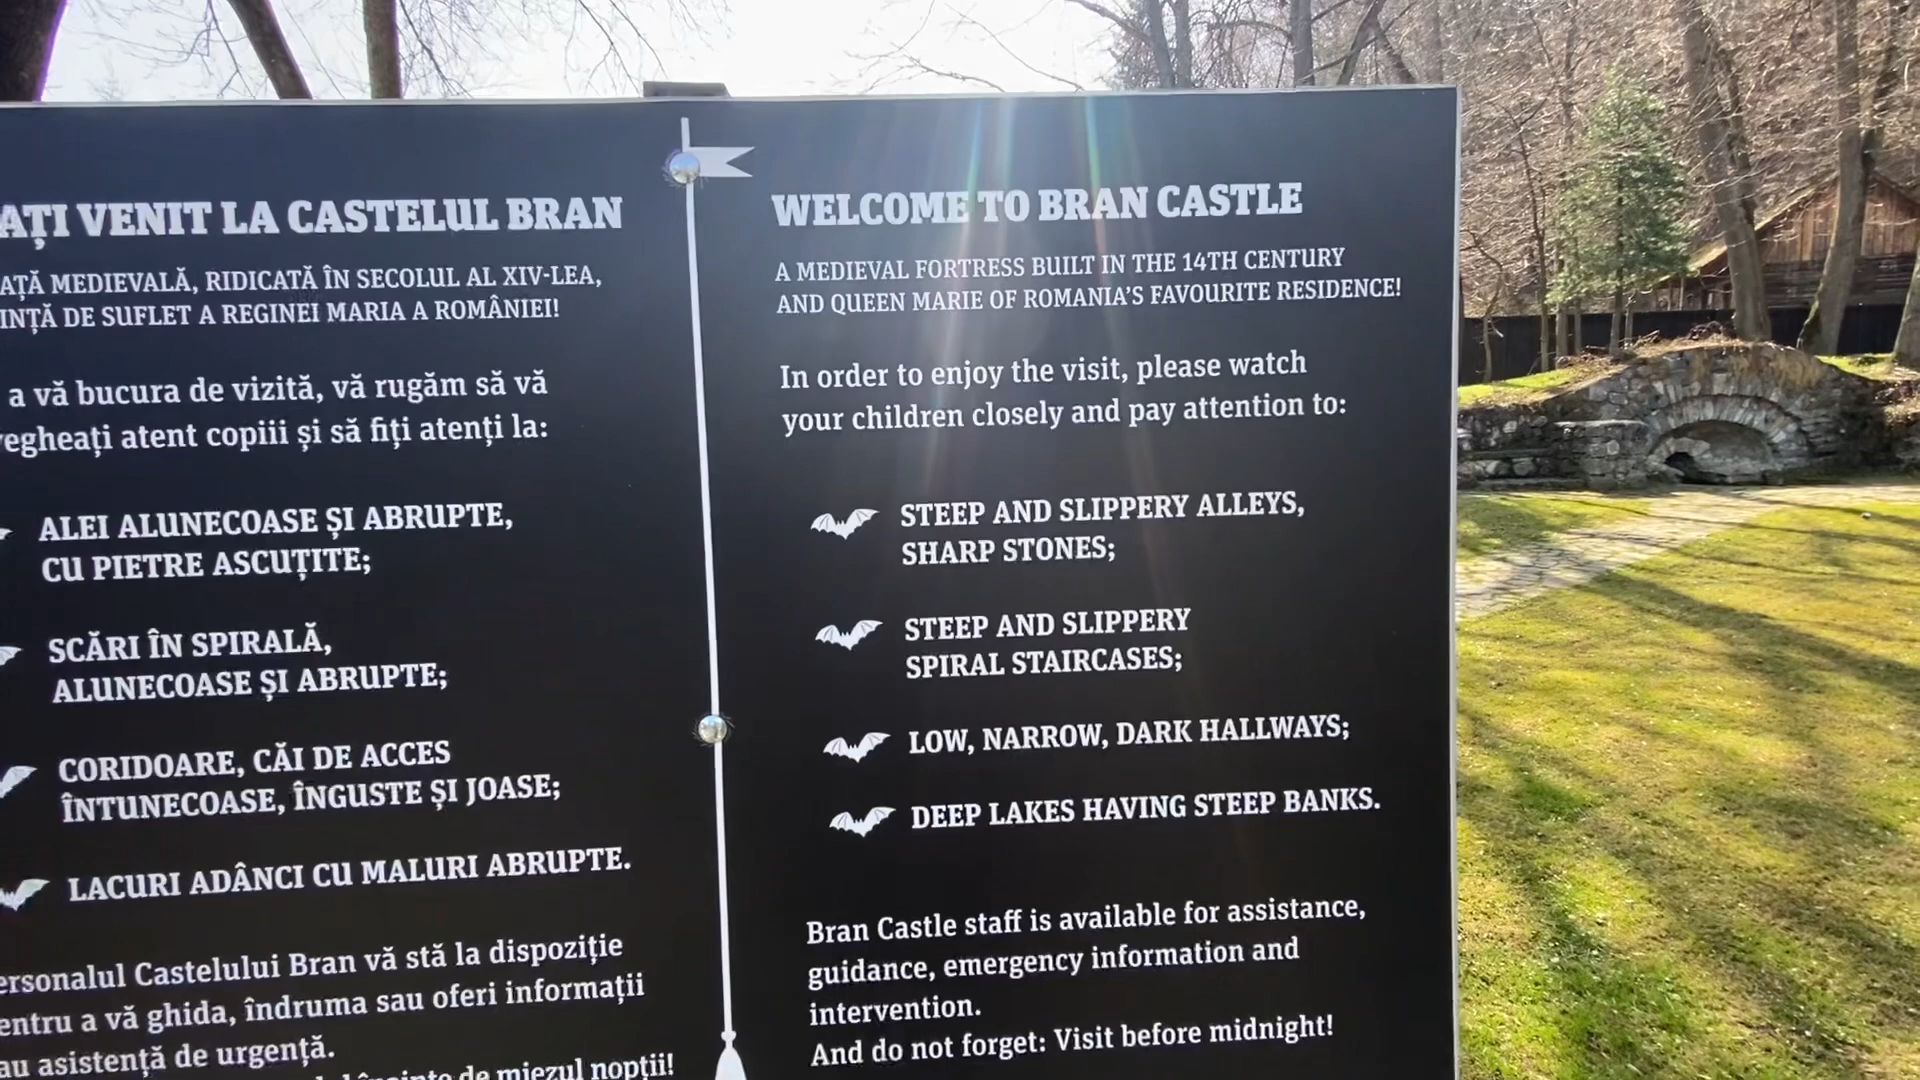 VENIT LA CASTELUL BRAN
MEDIEVALĂ, RIDICATĂ ÎN SECOLUL AL XIV-LEA,
DE SUFLET A REGINEI MARIA A ROMÂNIEI!
a vă bucura de vizită, vă rugăm să vă
atent copiii și să fiți atenți la:
ALEI ALUNECOASE ȘI ABRUPTE,
CU PIETRE ASCUȚITE;
SCĂRI ÎN SPIRALĂ,
ALUNECOASE ȘI ABRUPTE;
CORIDOARE, CĂI DE ACCES
ÎNTUNECOASE, ÎNGUSTE ȘI JOASE;
LACURI ADÂNCI CU MALURI ABRUPTE.
Castelului Bran vă stă la dispoziție
a vă ghida, îndruma sau oferi informații
asistență de urgență.
de miezul nopții!
WELCOME TO BRAN CASTLE
A MEDIEVAL FORTRESS BUILT IN THE 14TH CENTURY
AND QUEEN MARIE OF ROMANIA'S FAVOURITE RESIDENCE!
In order to enjoy the visit, please watch
your children closely and pay attention to:
STEEP AND SLIPPERY ALLEYS,
SHARP STONES;
STEEP AND SLIPPERY
SPIRAL STAIRCASES;
LOW, NARROW, DARK HALLWAYS;
DEEP LAKES HAVING STEEP BANKS.
Bran Castle staff is available for assistance,
guidance, emergency information and
intervention.
And do not forget: Visit before midnight!